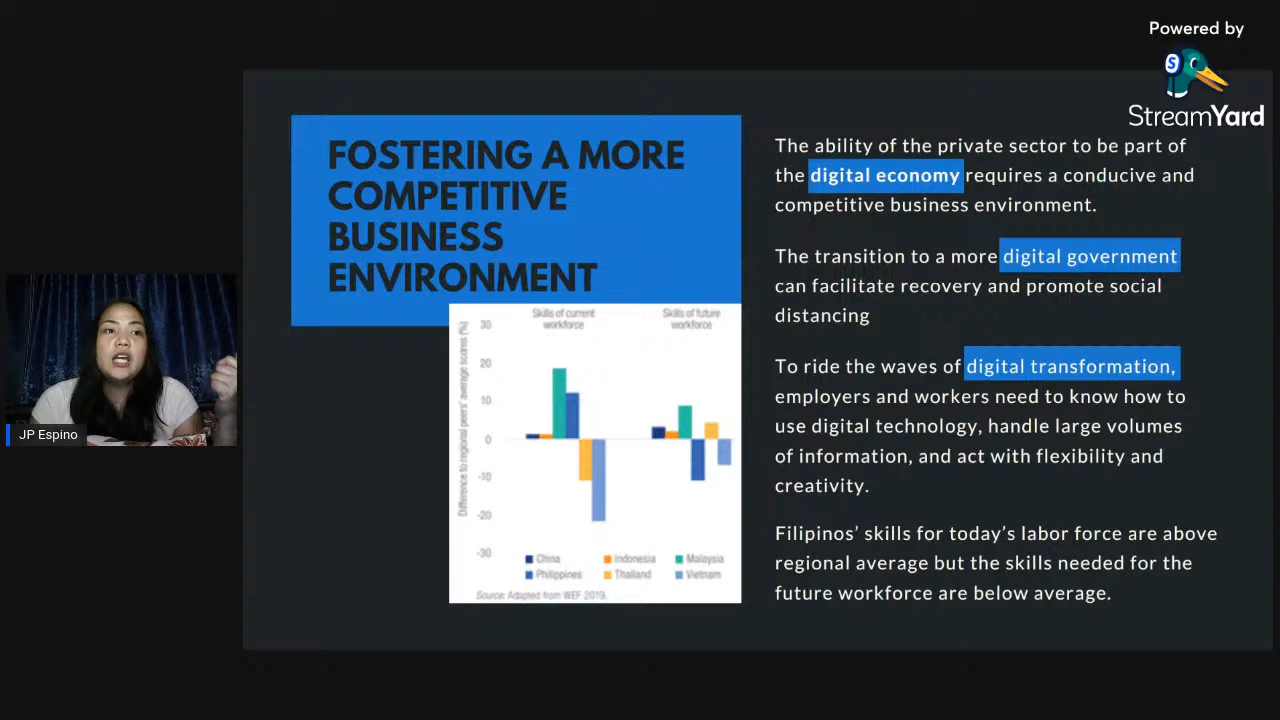 Powered by
StreamYard
FOSTERING A MORE
COMPETITIVE
BUSINESS
ENVIRONMENT
The ability of the private sector to be part of
the digital economy requires a conducive and
competitive business environment.
The transition to a more digital government
can facilitate recovery and promote social
distancing
To ride the waves of digital transformation,
employers and workers need to know how to
use digital technology, handle large volumes
of information, and act with flexibility and
creativity.
Filipinos’ skills for today’s labor force are above
regional average but the skills needed for the
future workforce are below average.
Skills of current
workforce
Skills of future
workforce
Difference to regional peers' average scores (%)
30
20
10
0
-10
-20
-30
China
Indonesia
Malaysia
Philippines
Thailand
Vietnam
Source: Adapted from WEF 2019.
JP Espino